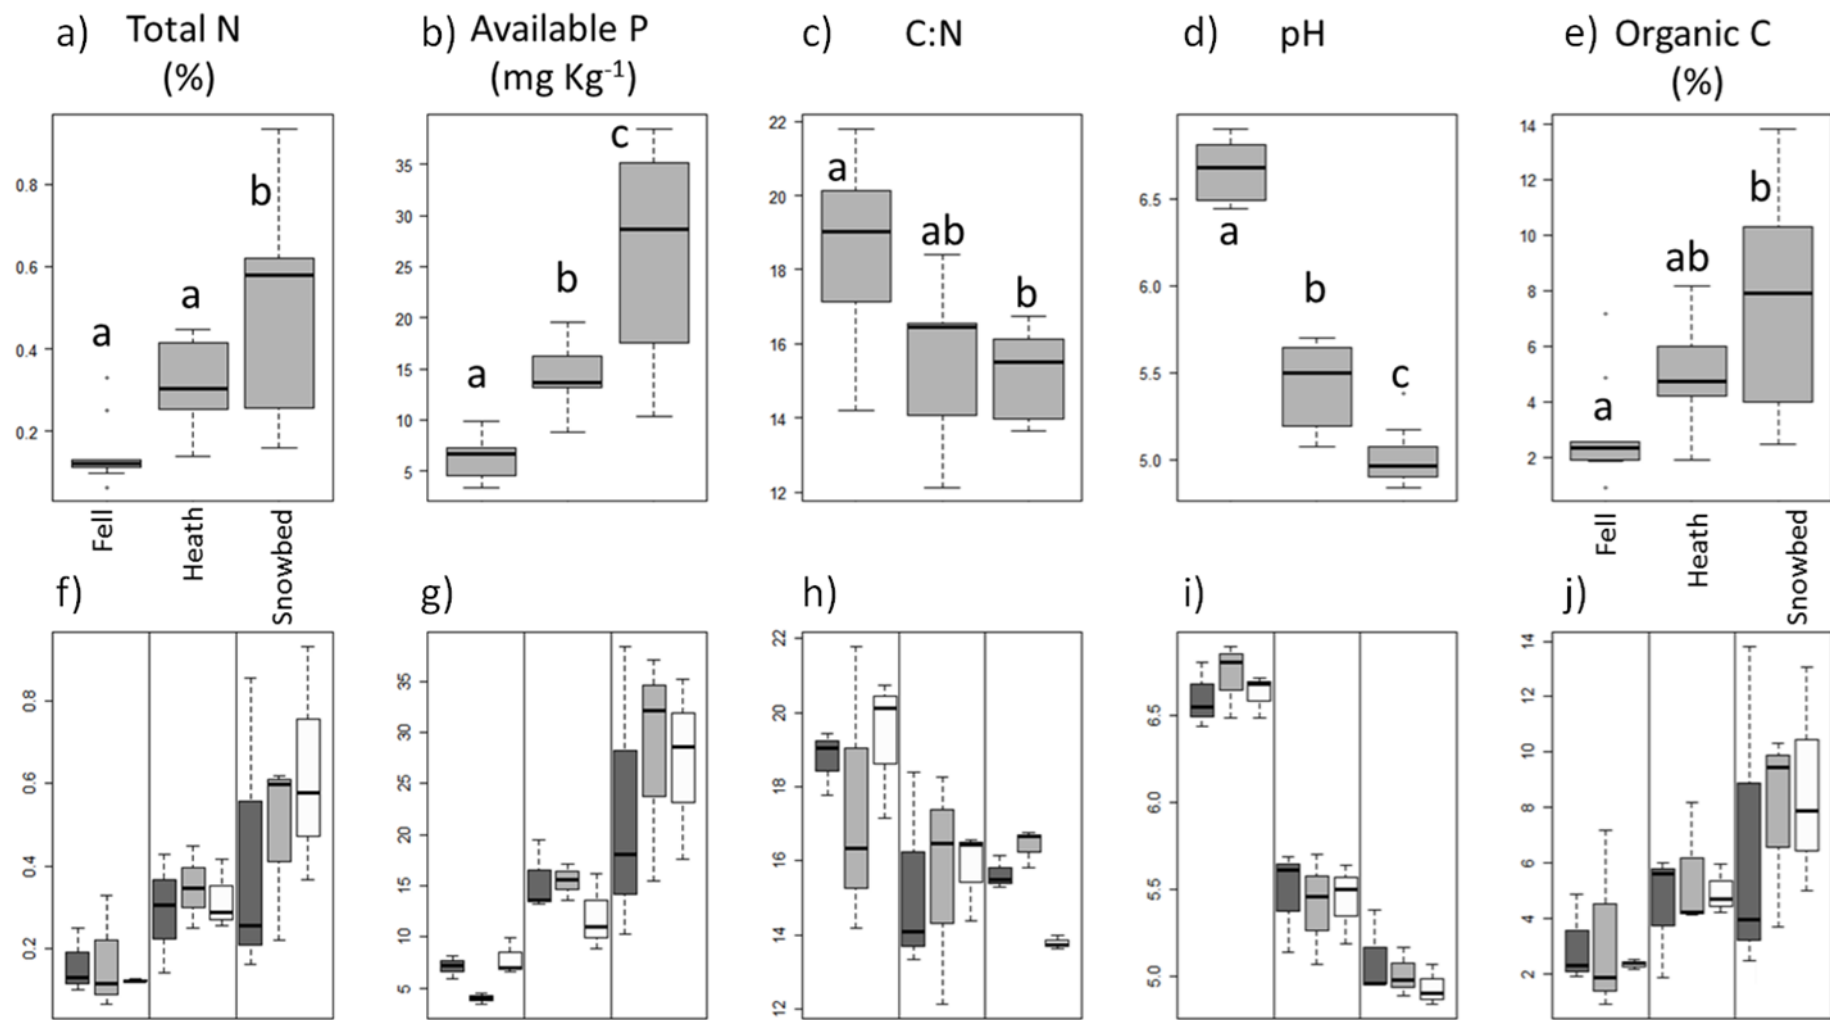 a) Total N
(%)
b) Available P
(mg Kg-1)
c) C:N
d) pH
e) Organic C
(%)
0.8
0.6
0.4
0.2
a
a
b
Fell
Heath
Snowbed
35
30
25
20
15
10
5
a
b
c
22
20
18
16
14
12
a
ab
b
6.5
6.0
5.5
5.0
a
b
c
14
12
10
8
6
4
2
a
ab
b
Fell
Heath
Snowbed
f)
0.8
0.6
0.4
0.2
g)
35
30
25
20
15
10
5
h)
22
20
18
16
14
12
i)
6.5
6.0
5.5
5.0
j)
14
12
10
8
6
4
2